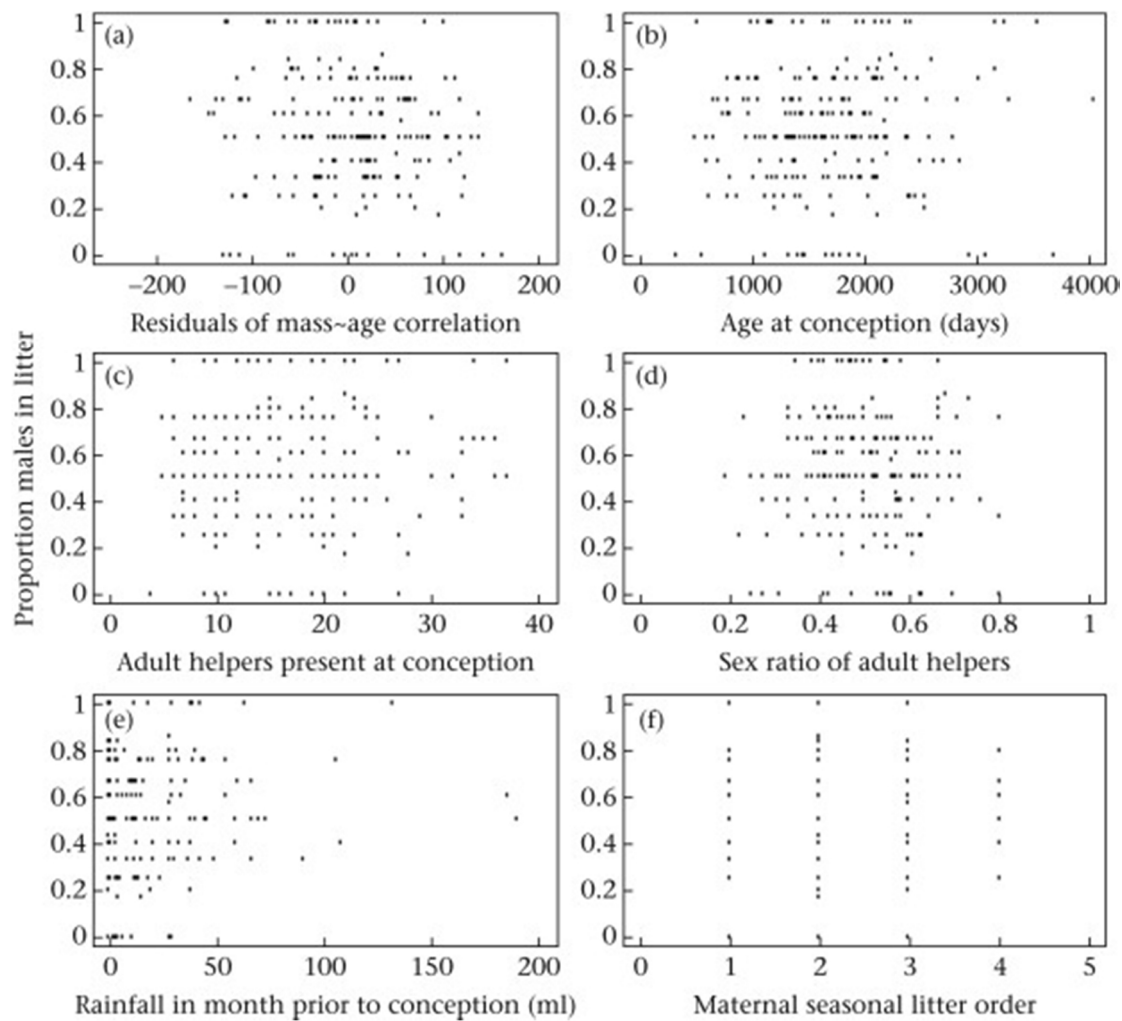 Proportion males in litter
(a)
1
0.8
0.6
0.4
0.2
0
−200 −100 0 100 200
Residuals of mass~age correlation
(b)
1
0.8
0.6
0.4
0.2
0
0 1000 2000 3000 4000
Age at conception (days)
(c)
1
0.8
0.6
0.4
0.2
0
0 10 20 30 40
Adult helpers present at conception
(d)
1
0.8
0.6
0.4
0.2
0
0 0.2 0.4 0.6 0.8 1
Sex ratio of adult helpers
(e)
1
0.8
0.6
0.4
0.2
0
0 50 100 150 200
Rainfall in month prior to conception (ml)
(f)
1
0.8
0.6
0.4
0.2
0
0 1 2 3 4 5
Maternal seasonal litter order